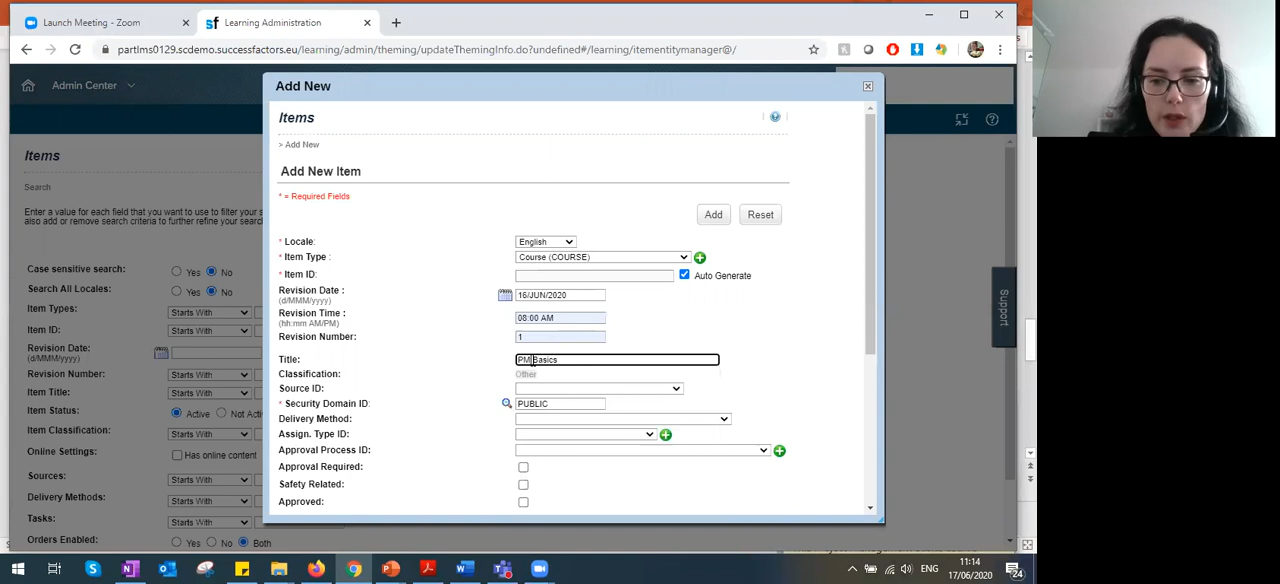 Launch Meeting - Zoom
sf Learning Administration
partlms0129.scdemo.successfactors.eu/learning/admin/theming/updateThemingInfo.do?undefined#/learning/itementitymanager@/
Admin Center
Items
Search
Enter a value for each field that you want to use to filter your s
also add or remove search criteria to further refine your search
Case sensitive search: Yes No
Search All Locales: Yes No
Item Types: Starts With
Item ID: Starts With
Revision Date:
(d/MMM/yyyy)
Revision Number: Starts With
Item Title: Starts With
Item Status: Active Not Acti
Item Classification: Starts With
Online Settings: Has online content
Sources: Starts With
Delivery Methods: Starts With
Tasks: Starts With
Orders Enabled: Yes No Both
Add New
Items
> Add New
Add New Item
* = Required Fields
Add Reset
* Locale: English
* Item Type : Course (COURSE)
* Item ID: Auto Generate
Revision Date : 16/JUN/2020
(d/MMM/yyyy)
Revision Time : 08:00 AM
(hh:mm AM/PM)
Revision Number: 1
Title: PM Basics
Classification: Other
Source ID:
* Security Domain ID: PUBLIC
Delivery Method:
Assign. Type ID:
Approval Process ID:
Approval Required:
Safety Related:
Approved:
Support
ENG
11:14
17/06/2020
24